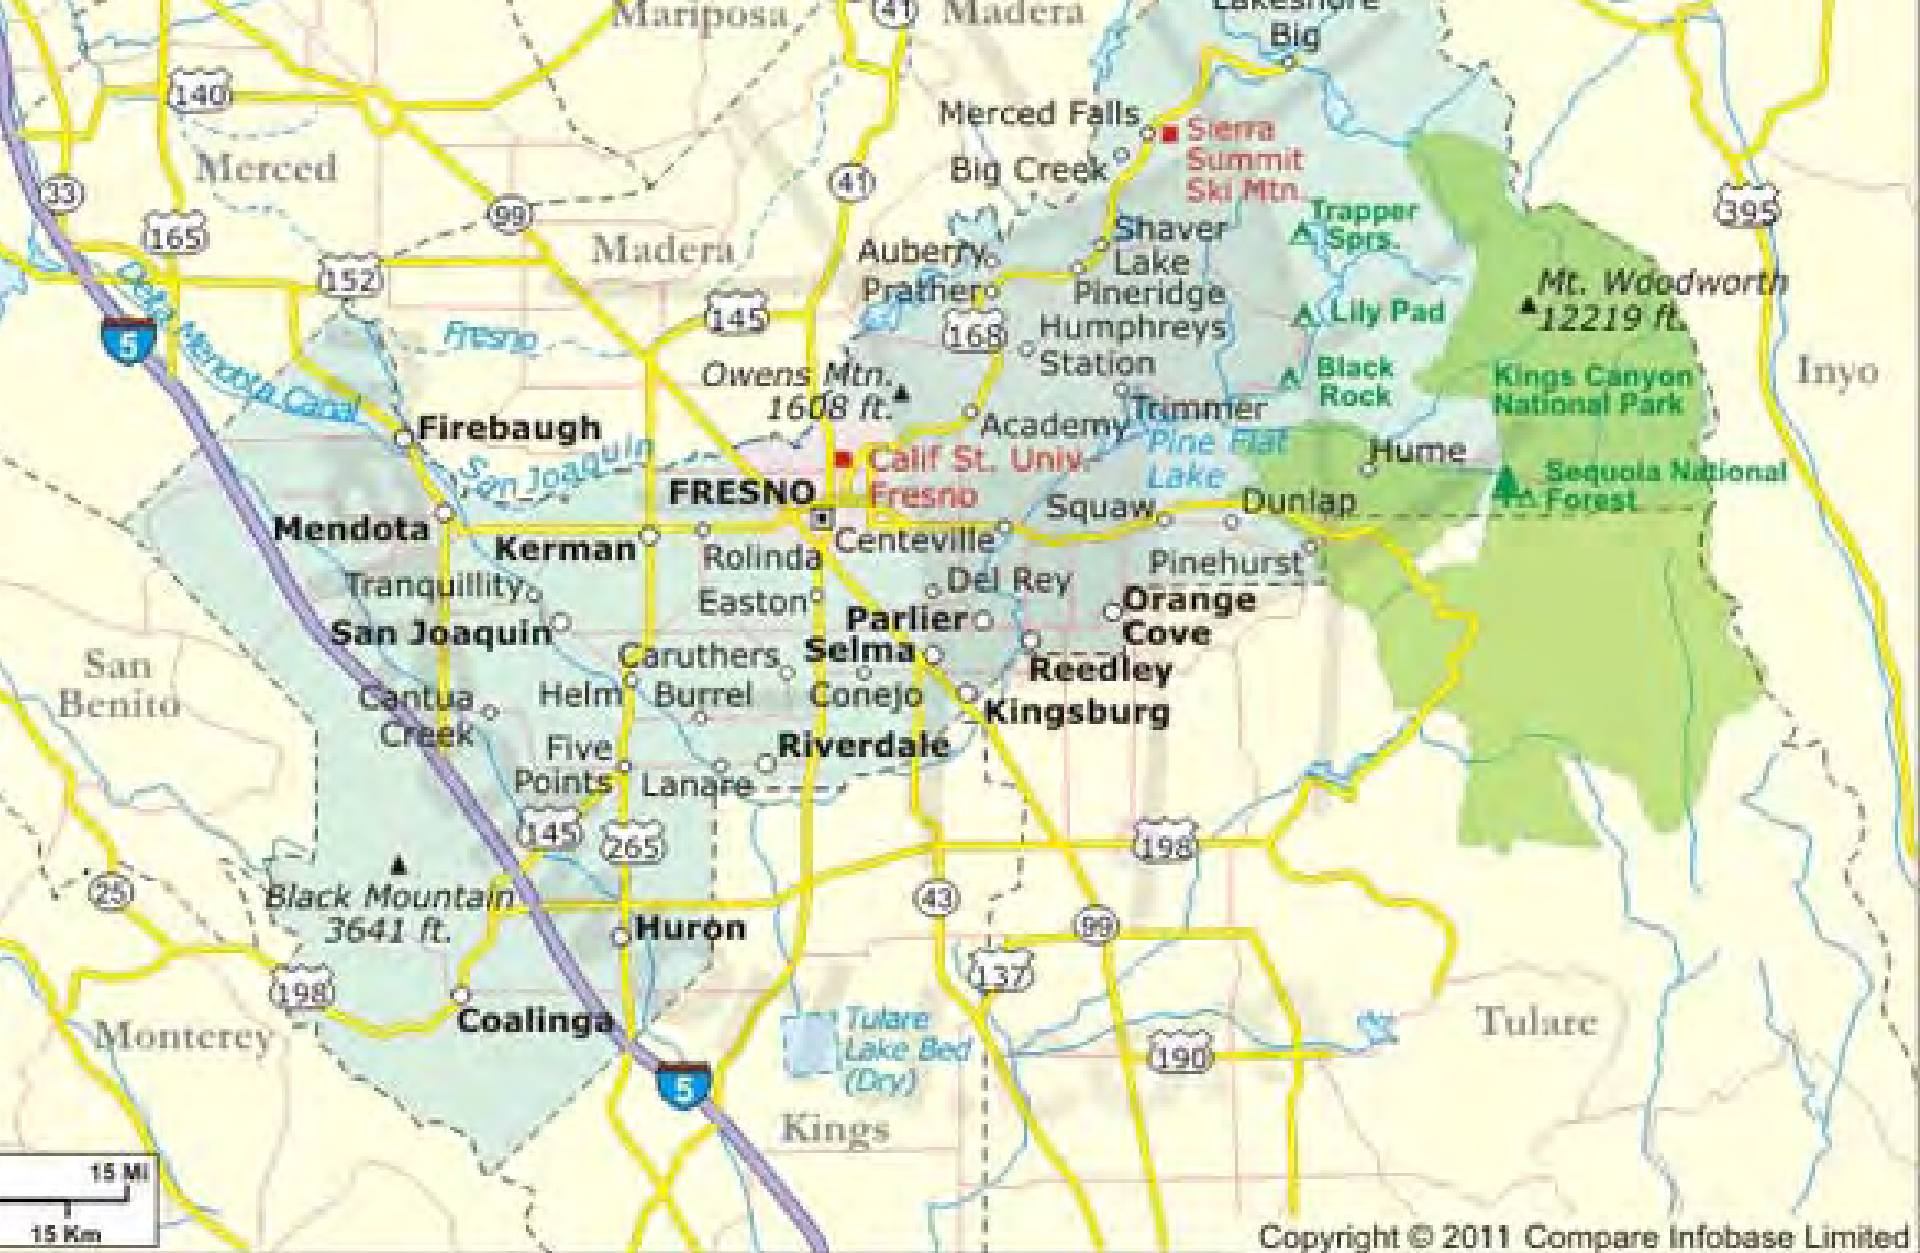 Mariposa
41
Madera
Lakeshore
Big
140
Merced Falls
Sierra
Summit
Ski Mtn.
Big Creek
Merced
33
41
99
165
395
Trapper
Sprs.
Shaver
Lake
Auberry
Madera
152
Prather
Pineridge
Mt. Woodworth
12219 ft.
Delta Mendota Canal
5
Fresno
145
168
Humphreys
Station
Lily Pad
Owens Mtn.
1608 ft.
Black
Rock
Kings Canyon
National Park
Inyo
Firebaugh
Academy
Trimmer
Pine Flat
Lake
San Joaquin
Calif St. Univ.
Fresno
Hume
Sequoia National
Forest
FRESNO
Squaw
Dunlap
Mendota
Kerman
Rolinda
Centeville
Pinehurst
Tranquillity
Easton
Del Rey
Parlier
Orange
Cove
San Joaquin
Caruthers
Selma
Reedley
San
Benito
Cantua
Creek
Helm
Burrel
Conejo
Kingsburg
Five
Points
Lanare
Riverdale
145
265
198
25
Black Mountain
3641 ft.
43
99
Huron
137
198
Coalinga
Monterey
Tulare
Lake Bed
(Dry)
Tulare
190
5
Kings
15 Mi
15 Km
Copyright © 2011 Compare Infobase Limited